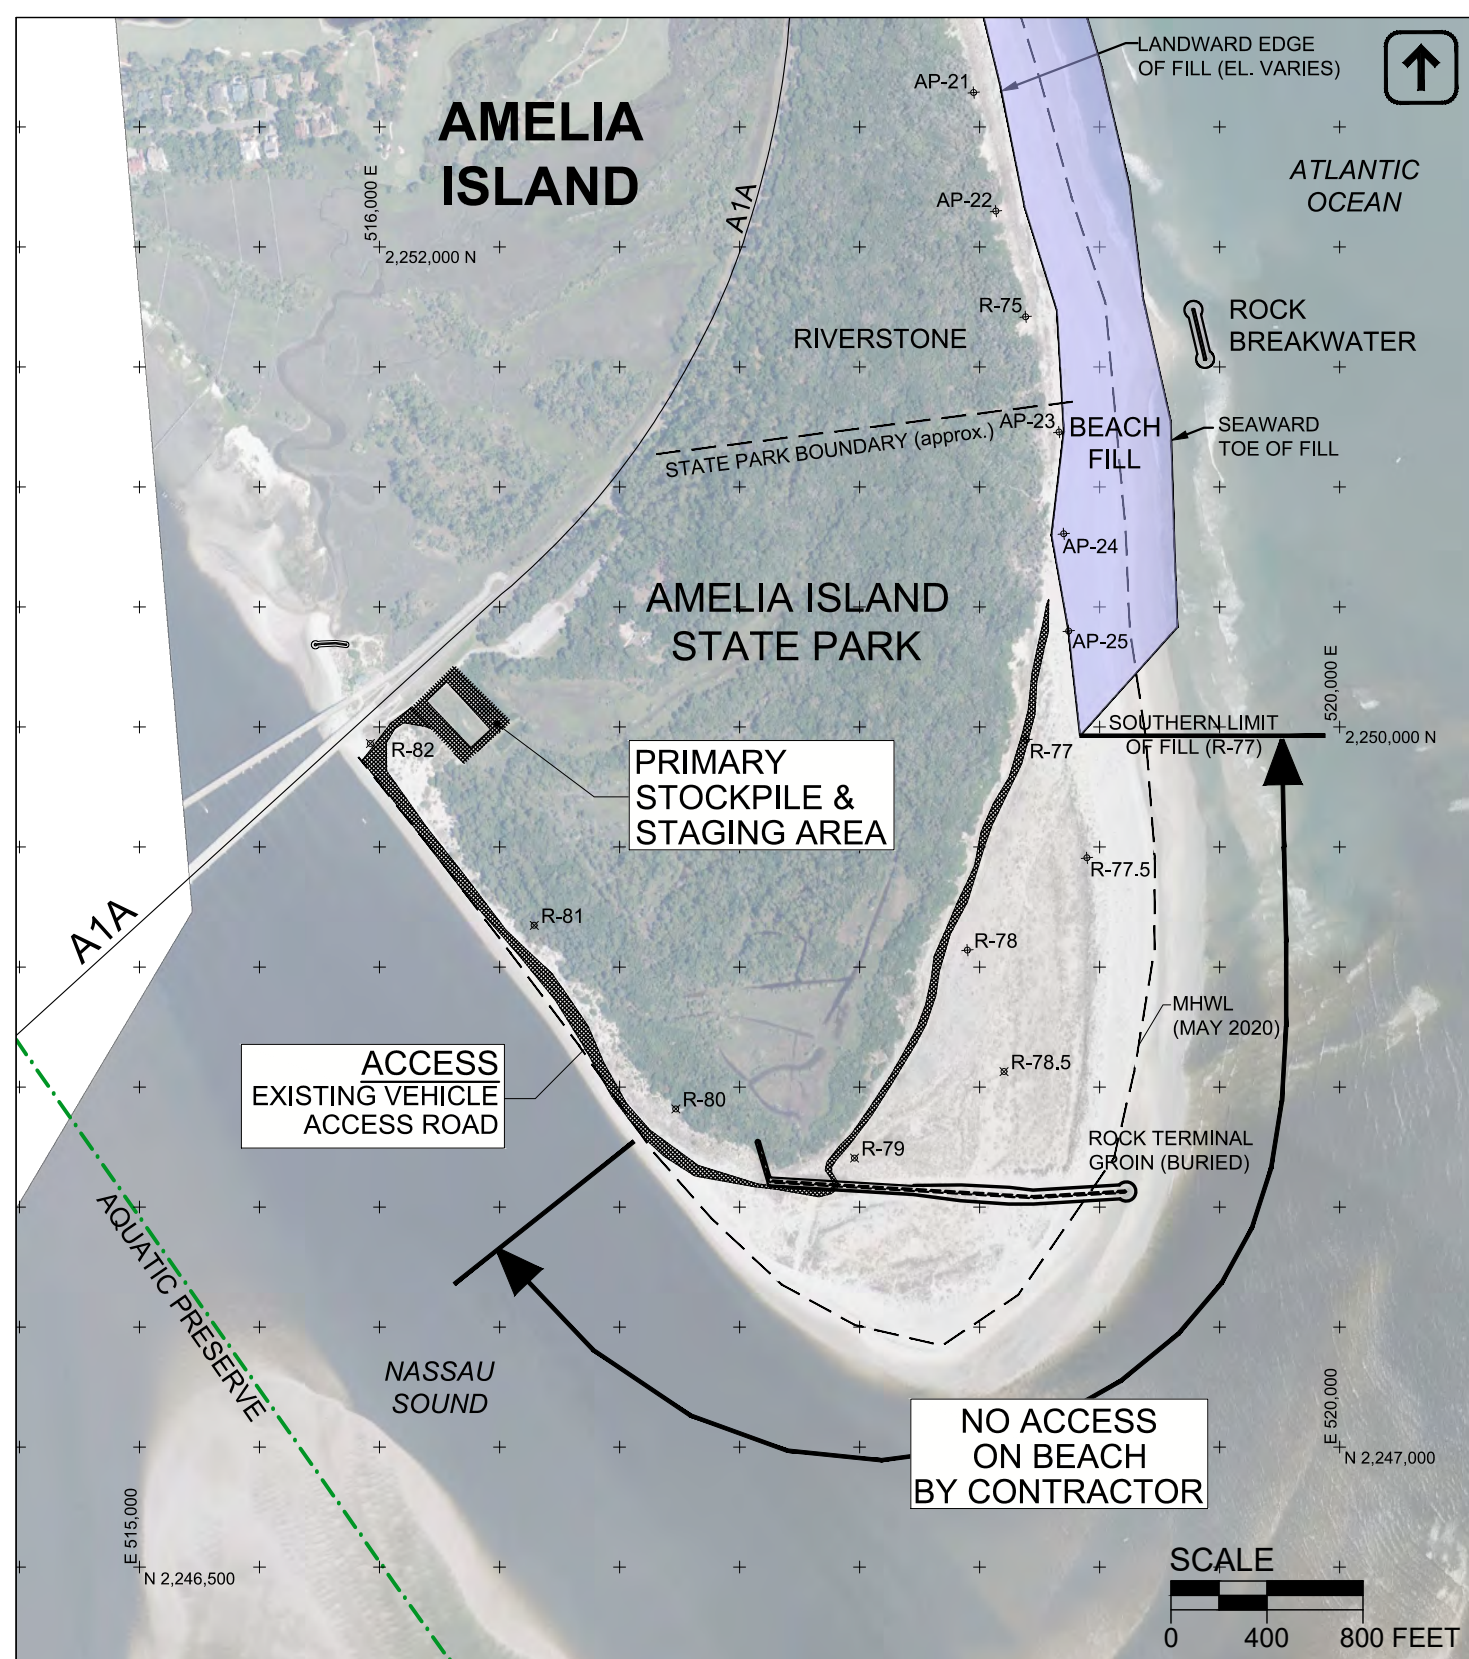 LANDWARD EDGE
OF FILL (EL. VARIES)
AP-21
AMELIA
ISLAND
ATLANTIC
OCEAN
516,000 E
2,252,000 N
A1A
AP-22
R-75
RIVERSTONE
ROCK
BREAKWATER
AP-23
STATE PARK BOUNDARY (approx.)
BEACH
FILL
SEAWARD
TOE OF FILL
AP-24
AMELIA ISLAND
STATE PARK
AP-25
520,000 E
2,250,000 N
SOUTHERN LIMIT
OF FILL (R-77)
R-82
R-77
PRIMARY
STOCKPILE &
STAGING AREA
R-77.5
A1A
R-81
R-78
MHWL
(MAY 2020)
ACCESS
EXISTING VEHICLE
ACCESS ROAD
R-78.5
R-80
R-79
ROCK TERMINAL
GROIN (BURIED)
AQUATIC PRESERVE
NASSAU
SOUND
NO ACCESS
ON BEACH
BY CONTRACTOR
E 520,000
N 2,247,000
E 515,000
N 2,246,500
SCALE
0 400 800 FEET